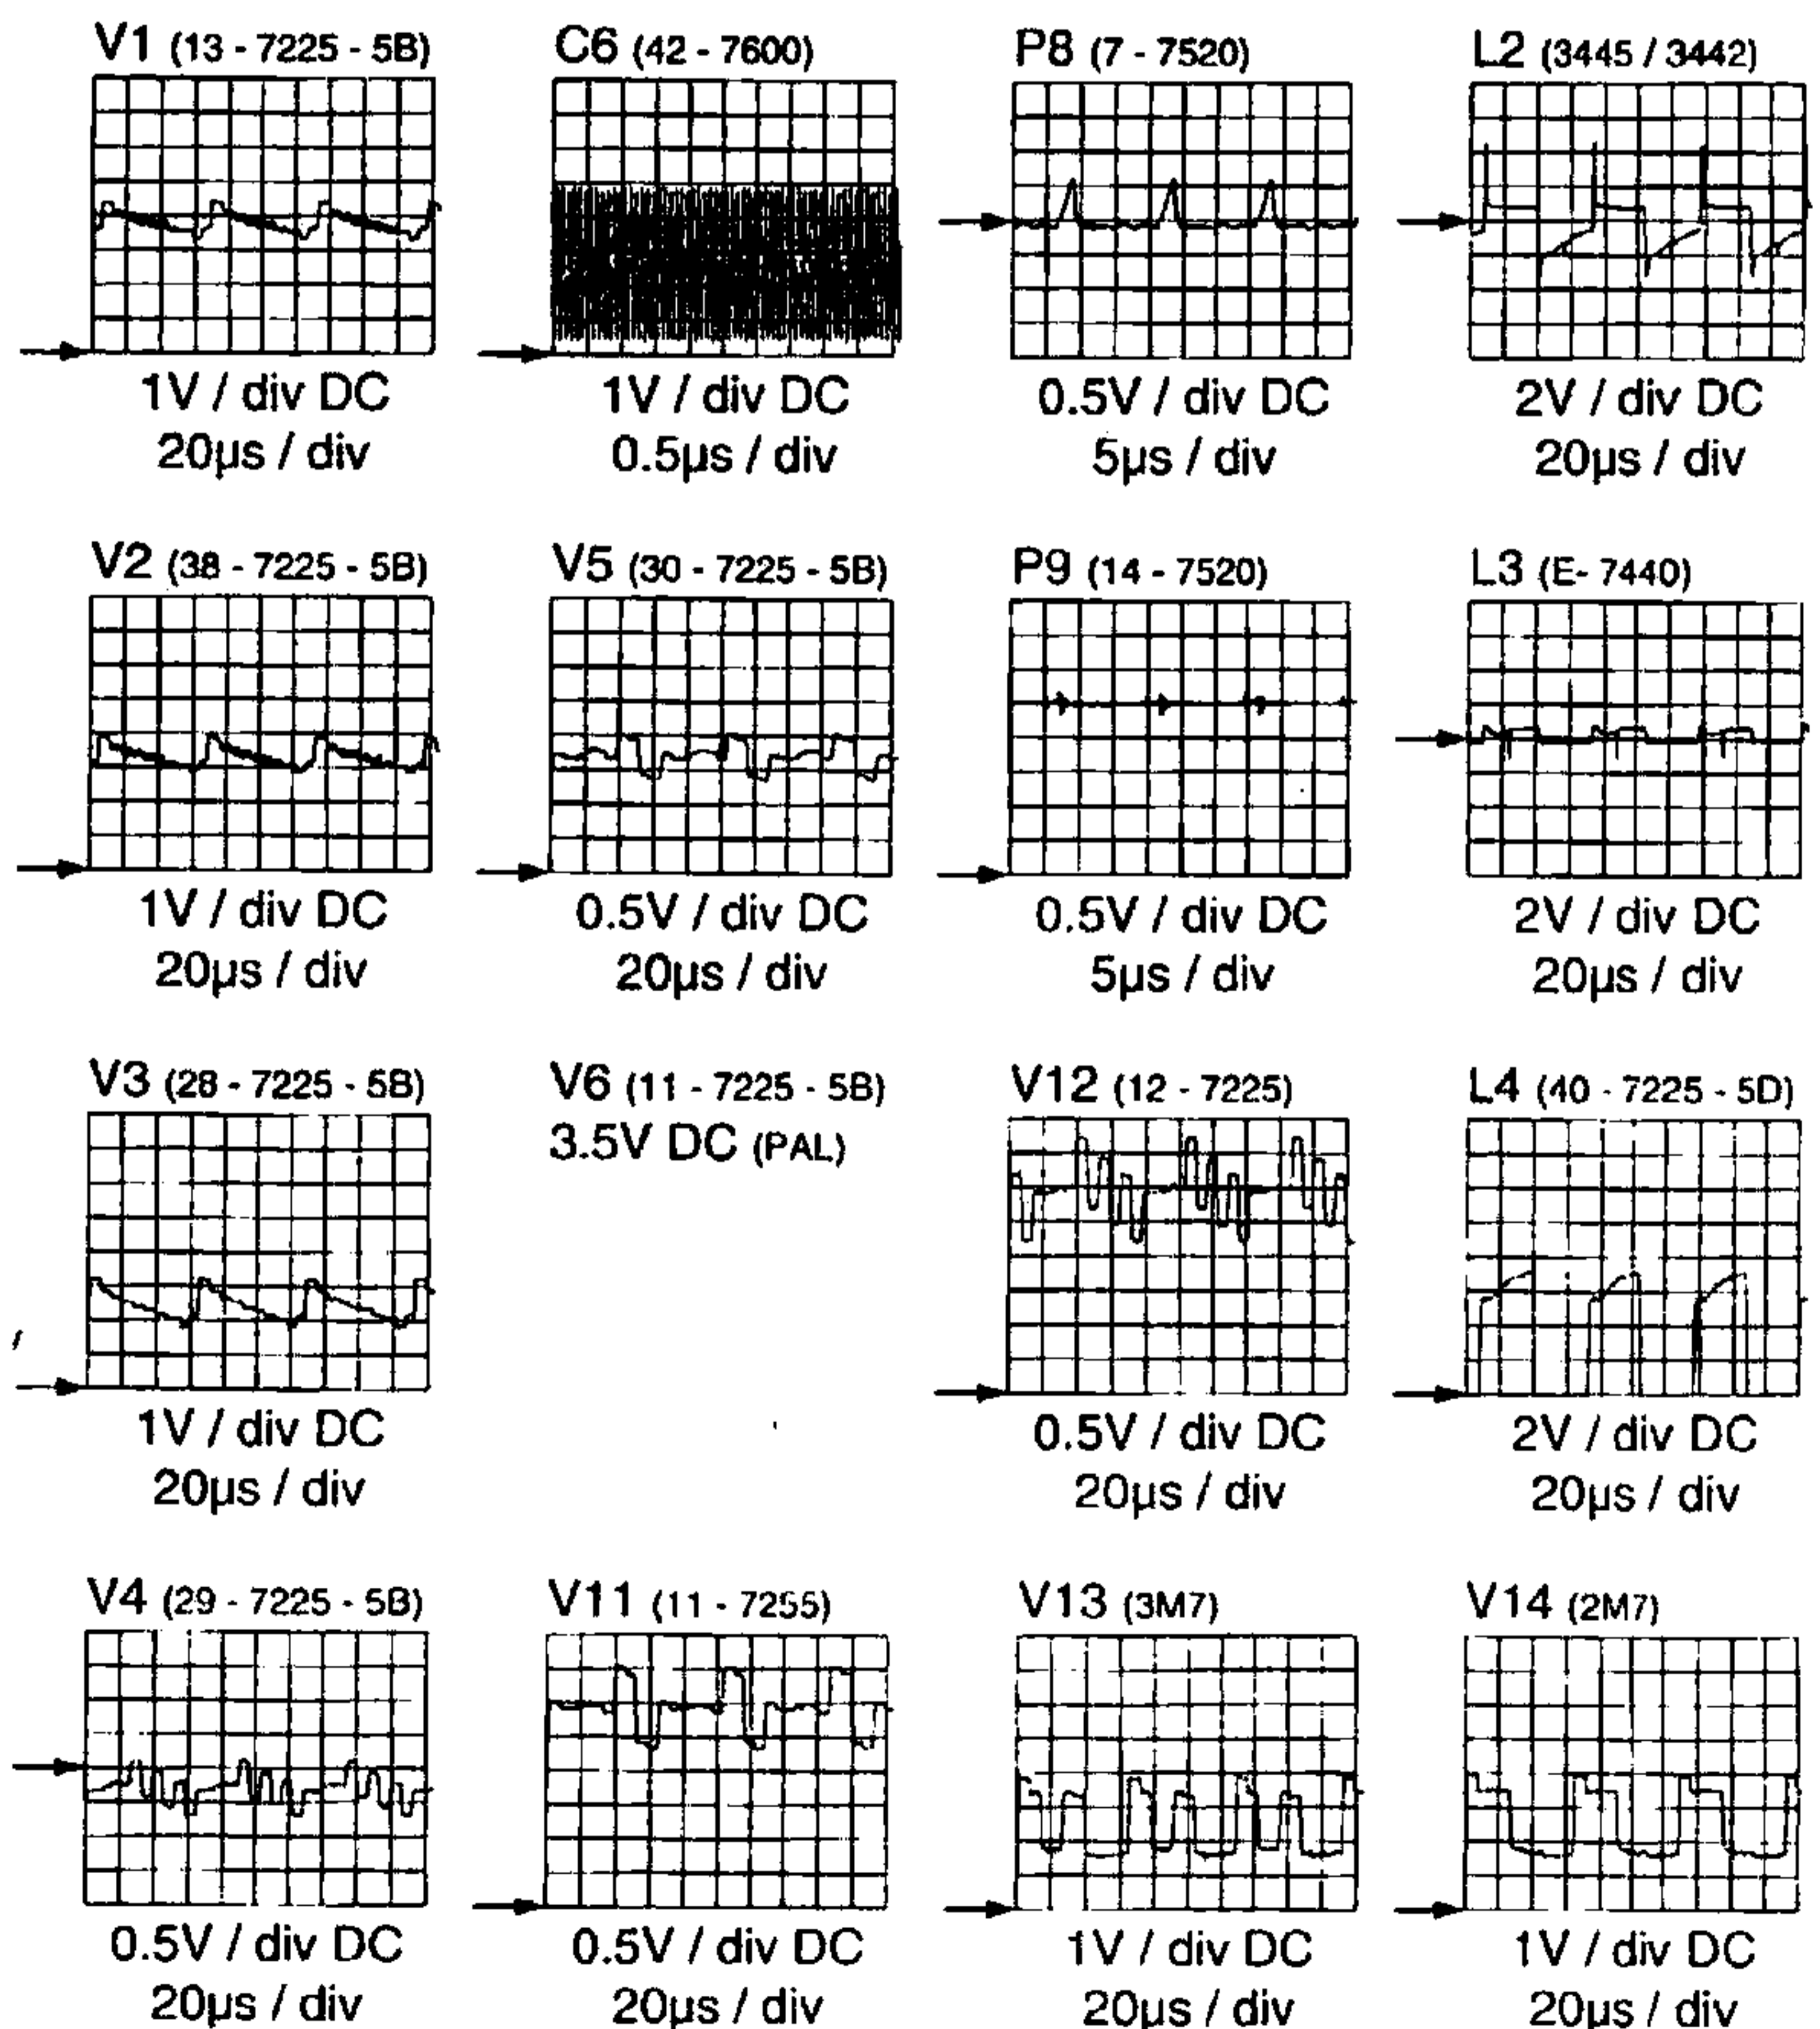 V1 (13 - 7225 - 5B)
C6 (42 - 7600)
P8 (7 - 7520)
L2 (3445 / 3442)
1V / div DC
20µs / div
1V / div DC
0.5µs / div
0.5V / div DC
5µs / div
2V / div DC
20µs / div
V2 (38 - 7225 - 5B)
V5 (30 - 7225 - 5B)
P9 (14 - 7520)
L3 (E- 7440)
1V / div DC
20µs / div
0.5V / div DC
20µs / div
0.5V / div DC
5µs / div
2V / div DC
20µs / div
V3 (28 - 7225 - 5B)
V6 (11 - 7225 - 5B)
3.5V DC (PAL)
V12 (12 - 7225)
L4 (40 - 7225 - 5D)
1V / div DC
20µs / div
0.5V / div DC
20µs / div
2V / div DC
20µs / div
V4 (29 - 7225 - 5B)
V11 (11 - 7255)
V13 (3M7)
V14 (2M7)
0.5V / div DC
20µs / div
0.5V / div DC
20µs / div
1V / div DC
20µs / div
1V / div DC
20µs / div